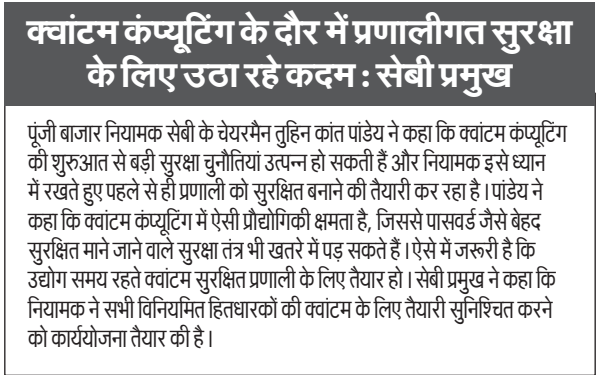 क्वांटम कंप्यूटिंग के दौर में प्रणालीगत सुरक्षा
के लिए उठा रहे कदम : सेबी प्रमुख
पूंजी बाजार नियामक सेबी के चेयरमैन तुहिन कांत पांडेय ने कहा कि क्वांटम कंप्यूटिंग
की शुरुआत से बड़ी सुरक्षा चुनौतियां उत्पन्न हो सकती हैं और नियामक इसे ध्यान
में रखते हुए पहले से ही प्रणाली को सुरक्षित बनाने की तैयारी कर रहा है। पांडेय ने
कहा कि क्वांटम कंप्यूटिंग में ऐसी प्रौद्योगिकी क्षमता है, जिससे पासवर्ड जैसे बेहद
सुरक्षित माने जाने वाले सुरक्षा तंत्र भी खतरे में पड़ सकते हैं। ऐसे में जरूरी है कि
उद्योग समय रहते क्वांटम सुरक्षित प्रणाली के लिए तैयार हो। सेबी प्रमुख ने कहा कि
नियामक ने सभी विनियमित हितधारकों की क्वांटम के लिए तैयारी सुनिश्चित करने
को कार्ययोजना तैयार की है।